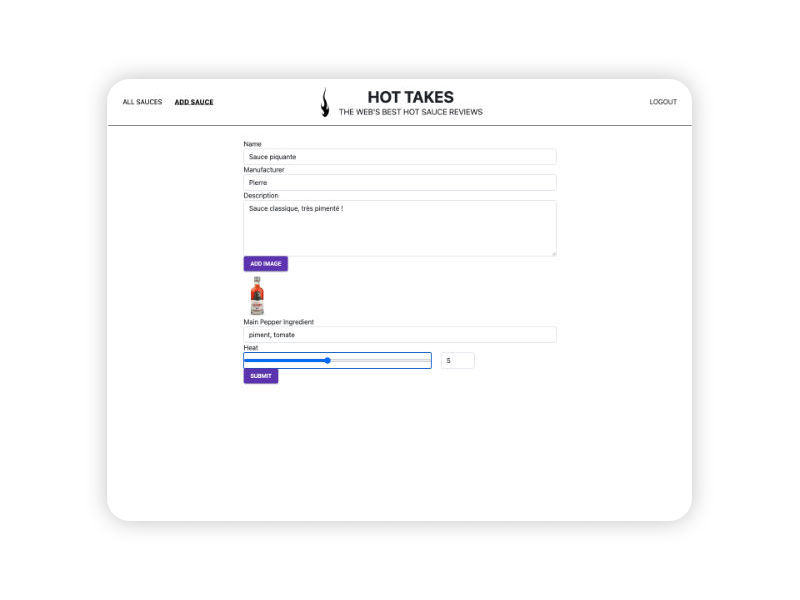 ALL SAUCES
ADD SAUCE
HOT TAKES
THE WEB'S BEST HOT SAUCE REVIEWS
LOGOUT
Name
Sauce piquante
Manufacturer
Pierre
Description
Sauce classique, très pimenté !
ADD IMAGE
Main Pepper Ingredient
piment, tomate
Heat
5
SUBMIT